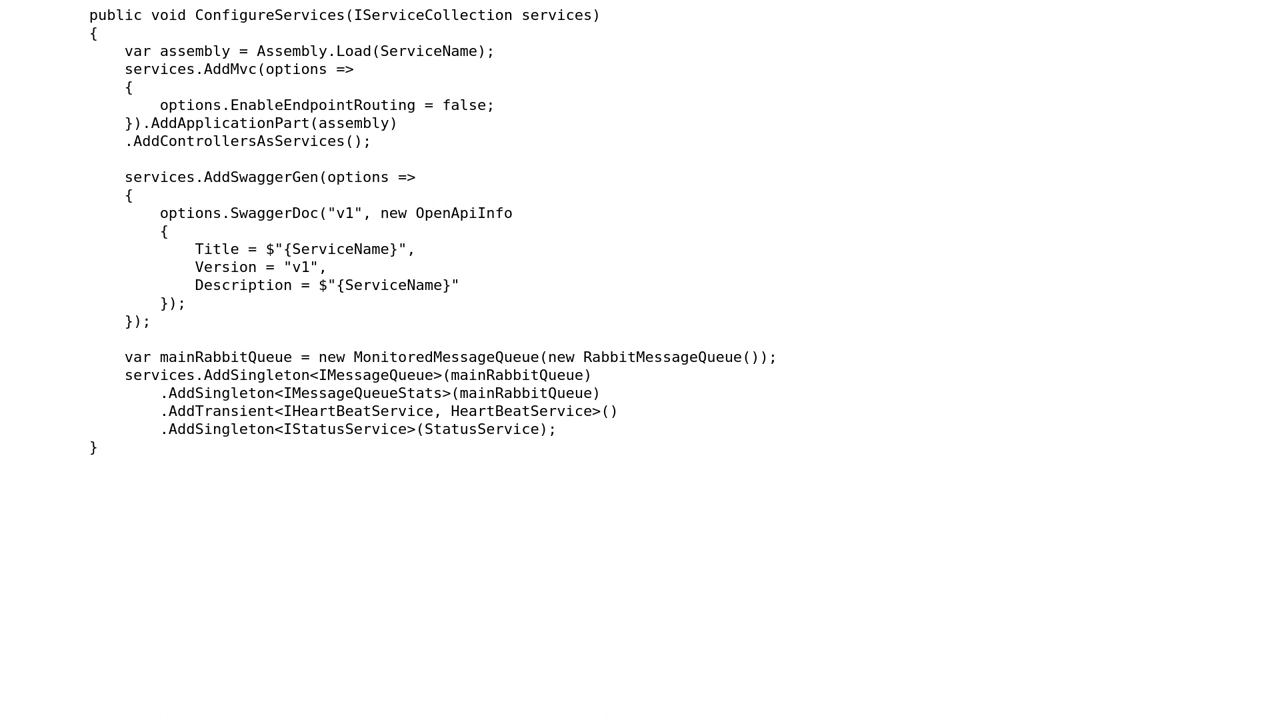 public void ConfigureServices(IServiceCollection services)
{
    var assembly = Assembly.Load(ServiceName);
    services.AddMvc(options =>
    {
        options.EnableEndpointRouting = false;
    }).AddApplicationPart(assembly)
    .AddControllersAsServices();

    services.AddSwaggerGen(options =>
    {
        options.SwaggerDoc("v1", new OpenApiInfo
        {
            Title = $"{ServiceName}",
            Version = "v1",
            Description = $"{ServiceName}"
        });
    });

    var mainRabbitQueue = new MonitoredMessageQueue(new RabbitMessageQueue());
    services.AddSingleton<IMessageQueue>(mainRabbitQueue)
        .AddSingleton<IMessageQueueStats>(mainRabbitQueue)
        .AddTransient<IHeartBeatService, HeartBeatService>()
        .AddSingleton<IStatusService>(StatusService);
}